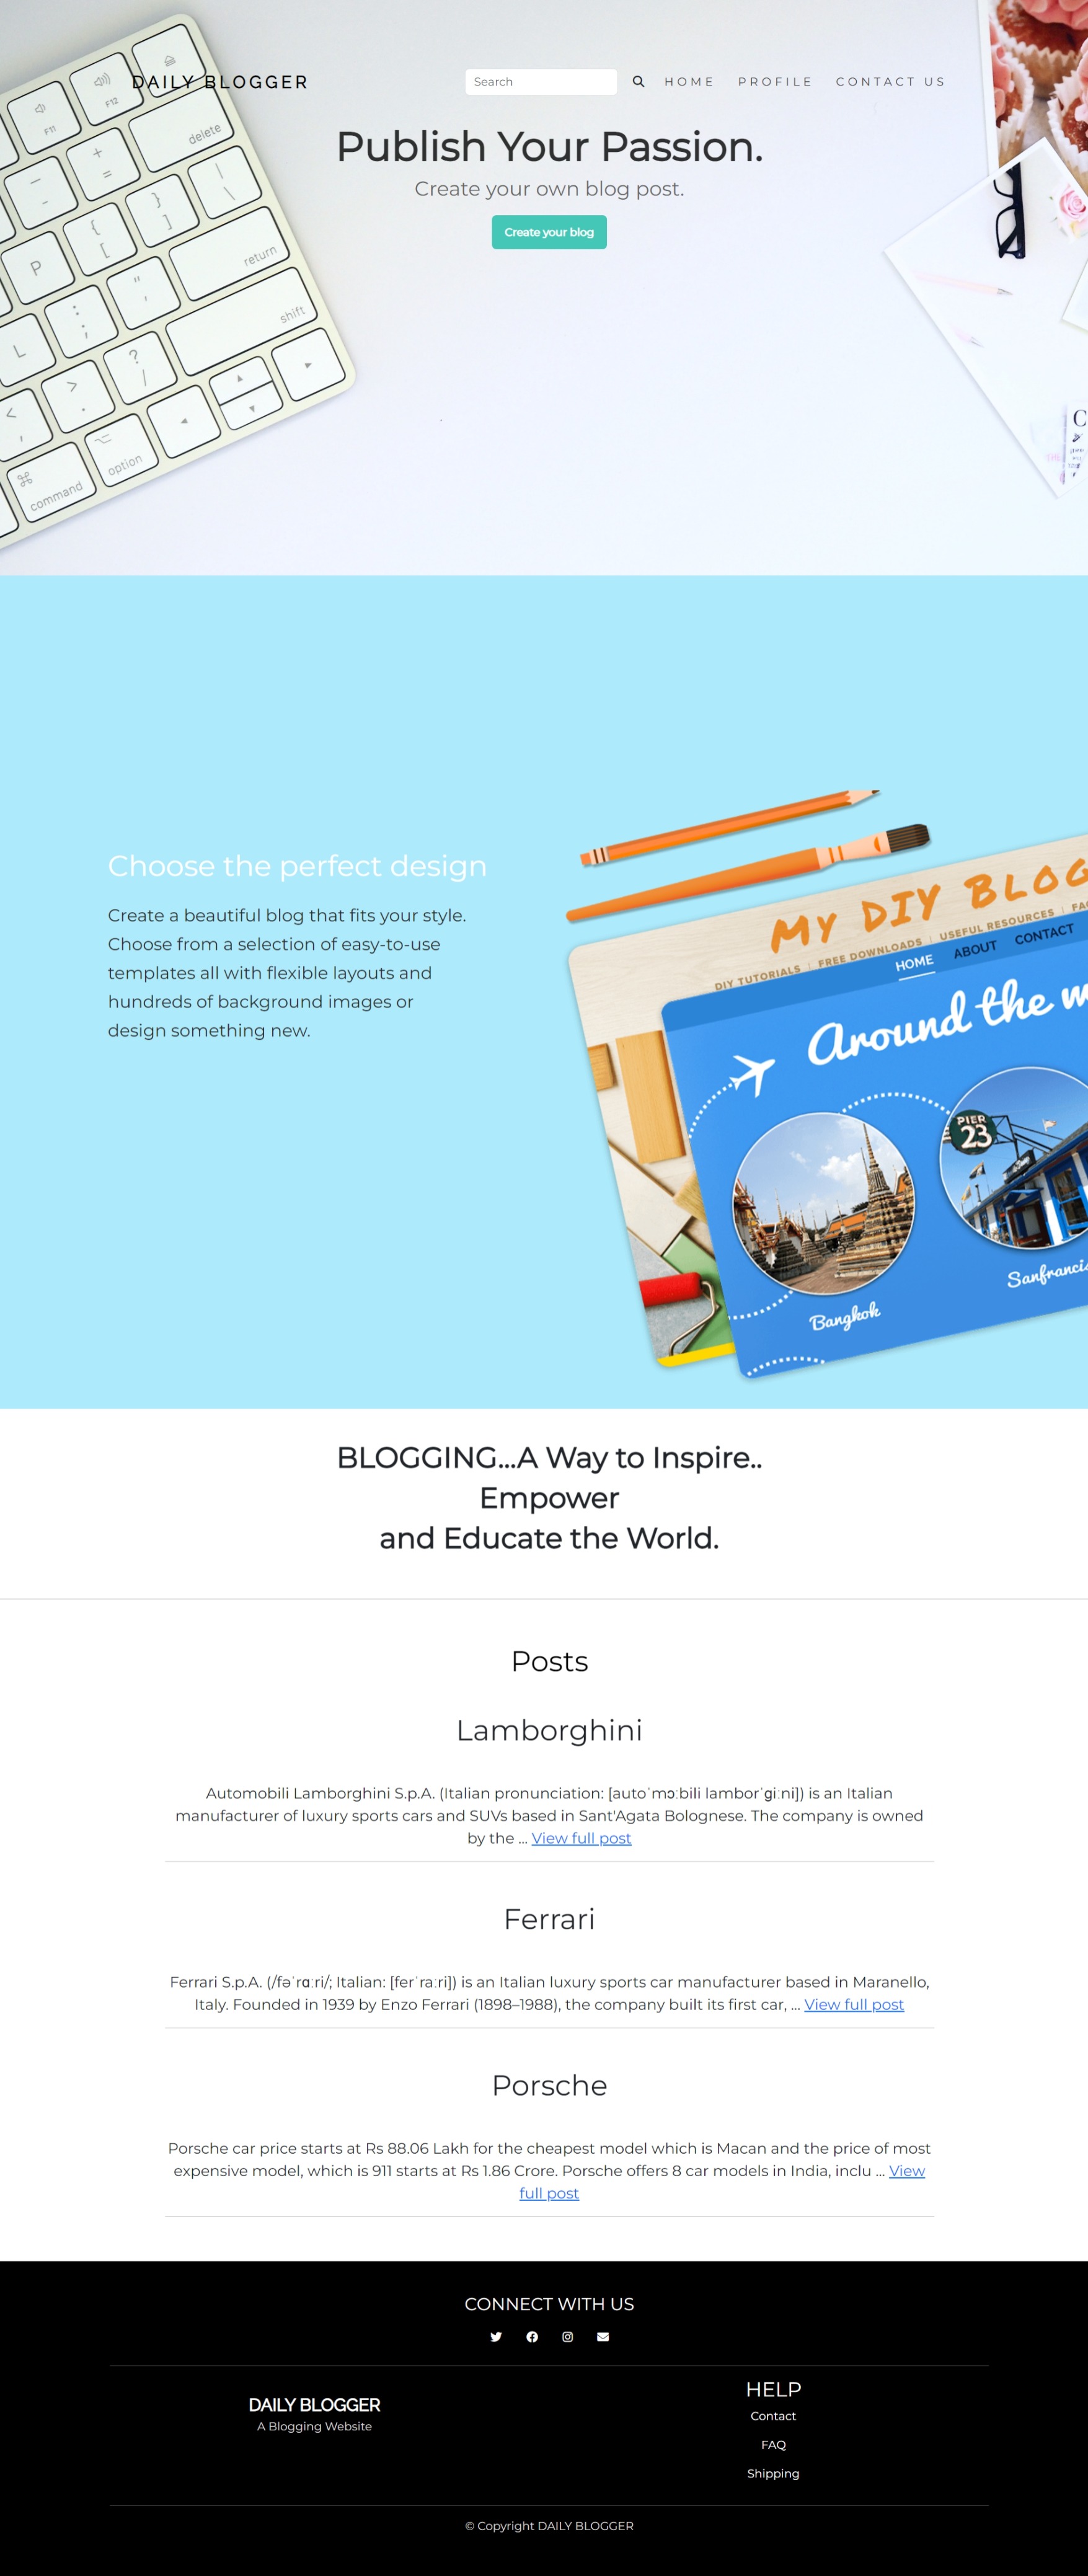 DAILY BLOGGER
Search
HOME PROFILE CONTACT US
Publish Your Passion.
Create your own blog post.
Create your blog
F11
F12
delete
+
=
-
{
[
}
]
|
\
return
P
"
,
:
;
L
shift
?
/
>
.
<
,
option
⌘
command
C
Choose the perfect design
Create a beautiful blog that fits your style.
Choose from a selection of easy-to-use
templates all with flexible layouts and
hundreds of background images or
design something new.
MY DIY BLOG
DIY TUTORIALS | FREE DOWNLOADS | USEFUL RESOURCES | FAQ
HOME ABOUT CONTACT
Around the w
PIER
23
Bangkok
Sanfrancis
BLOGGING...A Way to Inspire..
Empower
and Educate the World.
Posts
Lamborghini
Automobili Lamborghini S.p.A. (Italian pronunciation: [autoˈmɔːbili lamborˈɡiːni]) is an Italian
manufacturer of luxury sports cars and SUVs based in Sant'Agata Bolognese. The company is owned
by the ... View full post
Ferrari
Ferrari S.p.A. (/fəˈrɑːri/; Italian: [ferˈraːri]) is an Italian luxury sports car manufacturer based in Maranello,
Italy. Founded in 1939 by Enzo Ferrari (1898–1988), the company built its first car, ... View full post
Porsche
Porsche car price starts at Rs 88.06 Lakh for the cheapest model which is Macan and the price of most
expensive model, which is 911 starts at Rs 1.86 Crore. Porsche offers 8 car models in India, inclu ... View
full post
CONNECT WITH US
DAILY BLOGGER
A Blogging Website
HELP
Contact
FAQ
Shipping
© Copyright DAILY BLOGGER